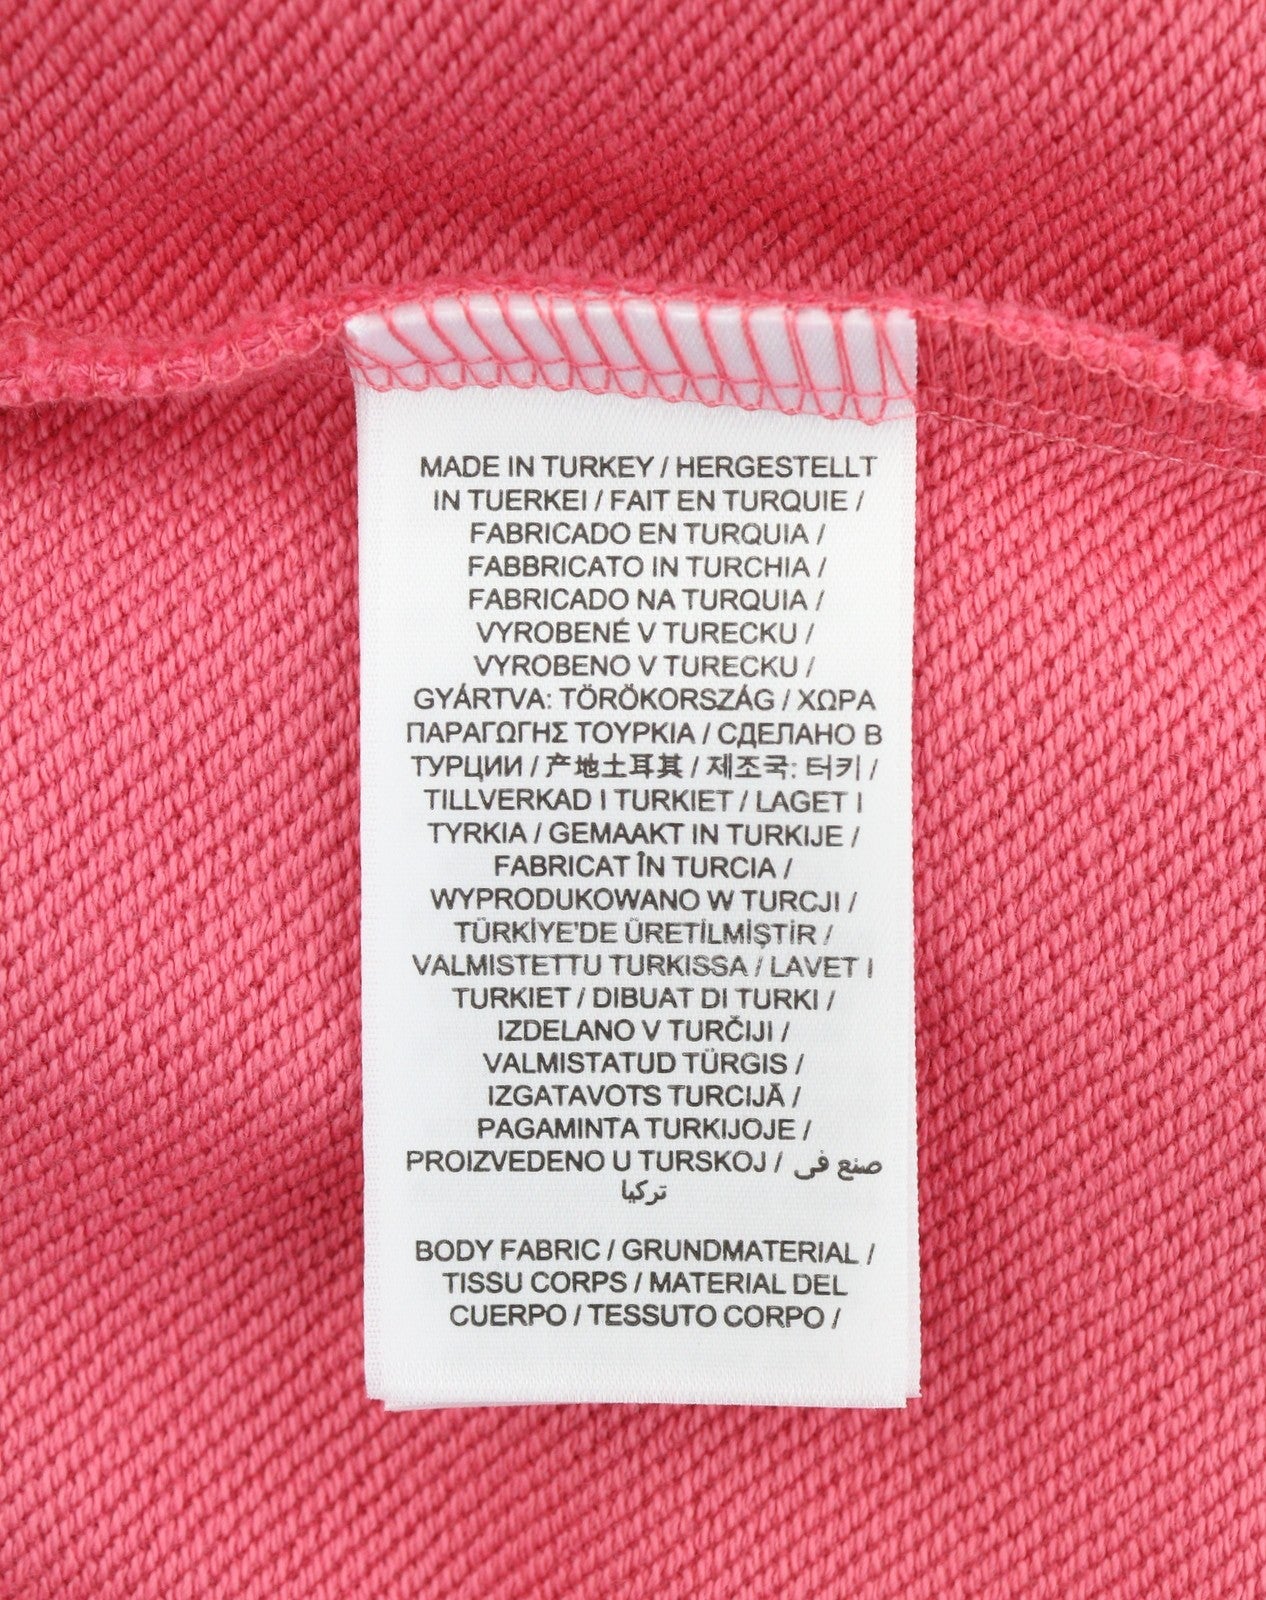 MADE IN TURKEY / HERGESTELLT
IN TUERKEI / FAIT EN TURQUIE /
FABRICADO EN TURQUIA /
FABBRICATO IN TURCHIA /
FABRICADO NA TURQUIA /
VYROBENÉ V TURECKU /
VYROBENO V TURECKU /
GYÁRTVA: TÖRÖKORSZÁG / ΧΩΡΑ
ΠΑΡΑΓΩΓΗΣ ΤΟΥΡΚΙΑ / СДЕЛАНО В
ТУРЦИИ / 产地土耳其 / 제조국: 터키 /
TILLVERKAD I TURKIET / LAGET I
TYRKIA / GEMAAKT IN TURKIJE /
FABRICAT ÎN TURCIA /
WYPRODUKOWANO W TURCJI /
TÜRKİYE'DE ÜRETİLMİŞTİR /
VALMISTETTU TURKISSA / LAVET I
TURKIET / DIBUAT DI TURKI /
IZDELANO V TURČIJI /
VALMISTATUD TÜRGIS /
IZGATAVOTS TURCIJĀ /
PAGAMINTA TURKIJOJE /
PROIZVEDENO U TURSKOJ / صنع في
تركيا
BODY FABRIC / GRUNDMATERIAL /
TISSU CORPS / MATERIAL DEL
CUERPO / TESSUTO CORPO /